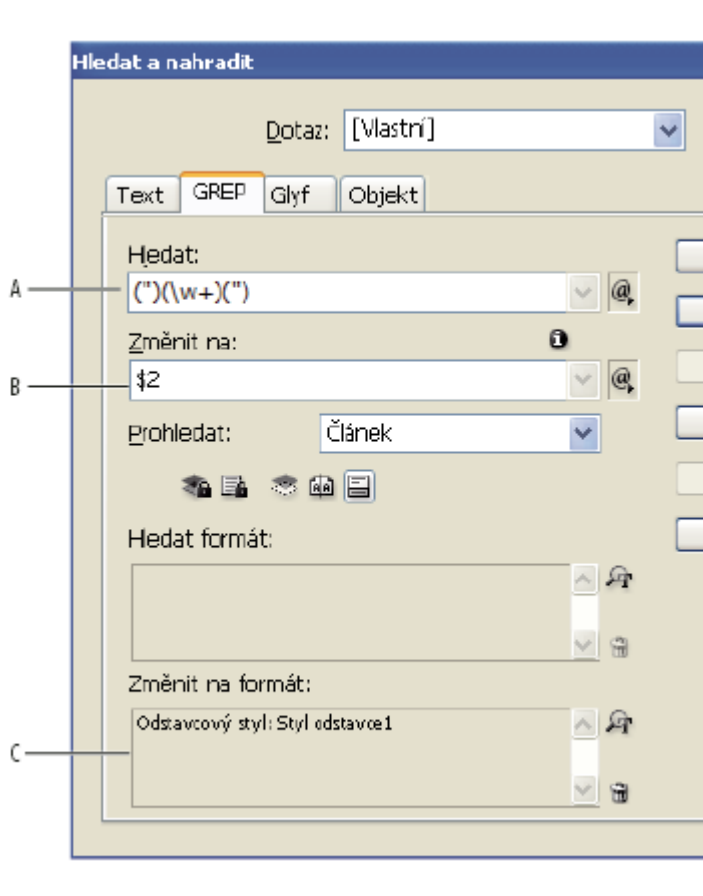 Hledat a nahradit
Dotaz: [Vlastní]
Text GREP Glyf Objekt
Hledat:
A (")(\w+)(") @
Změnit na:
B $2 @
Prohledat: Článek
Hledat formát:
Změnit na formát:
Odstavcový styl: Styl odstavce1
C